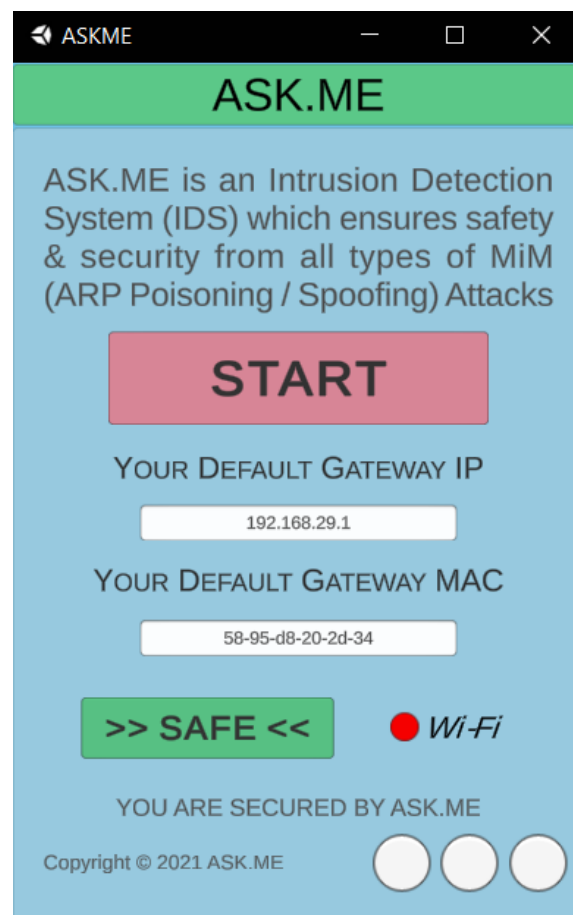 ASKME
ASK.ME
ASK.ME is an Intrusion Detection
System (IDS) which ensures safety
& security from all types of MiM
(ARP Poisoning / Spoofing) Attacks
START
YOUR DEFAULT GATEWAY IP
192.168.29.1
YOUR DEFAULT GATEWAY MAC
58-95-d8-20-2d-34
>> SAFE << Wi-Fi
YOU ARE SECURED BY ASK.ME
Copyright © 2021 ASK.ME